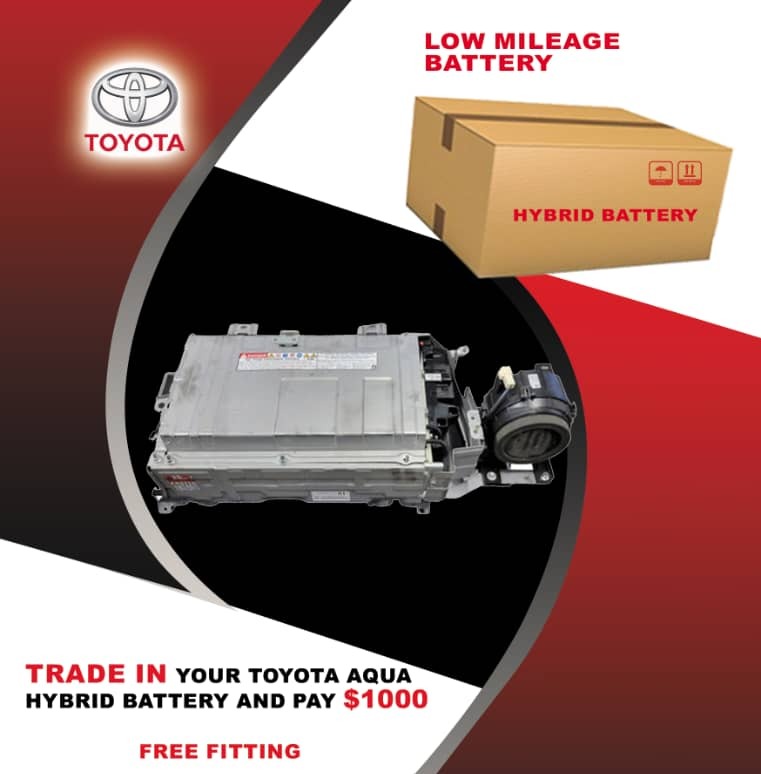 TOYOTA
LOW MILEAGE
BATTERY
HYBRID BATTERY
TRADE IN YOUR TOYOTA AQUA
HYBRID BATTERY AND PAY $1000
FREE FITTING